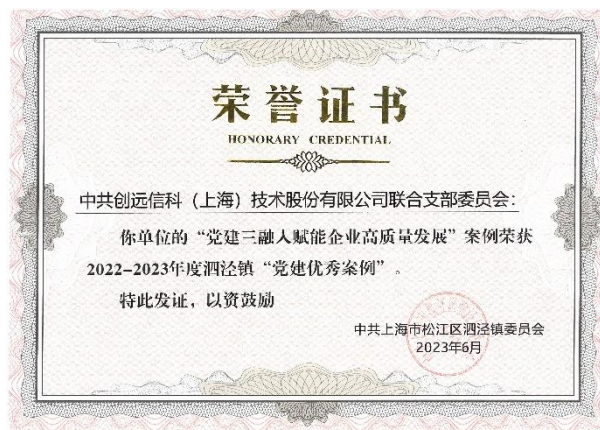 荣誉证书
HONORARY CREDENTIAL
中共创远信科（上海）技术股份有限公司联合支部委员会：
你单位的“党建三融入赋能企业高质量发展”案例荣获
2022-2023年度泗泾镇“党建优秀案例”。
特此发证，以资鼓励
中共上海市松江区泗泾镇委员会
2023年6月